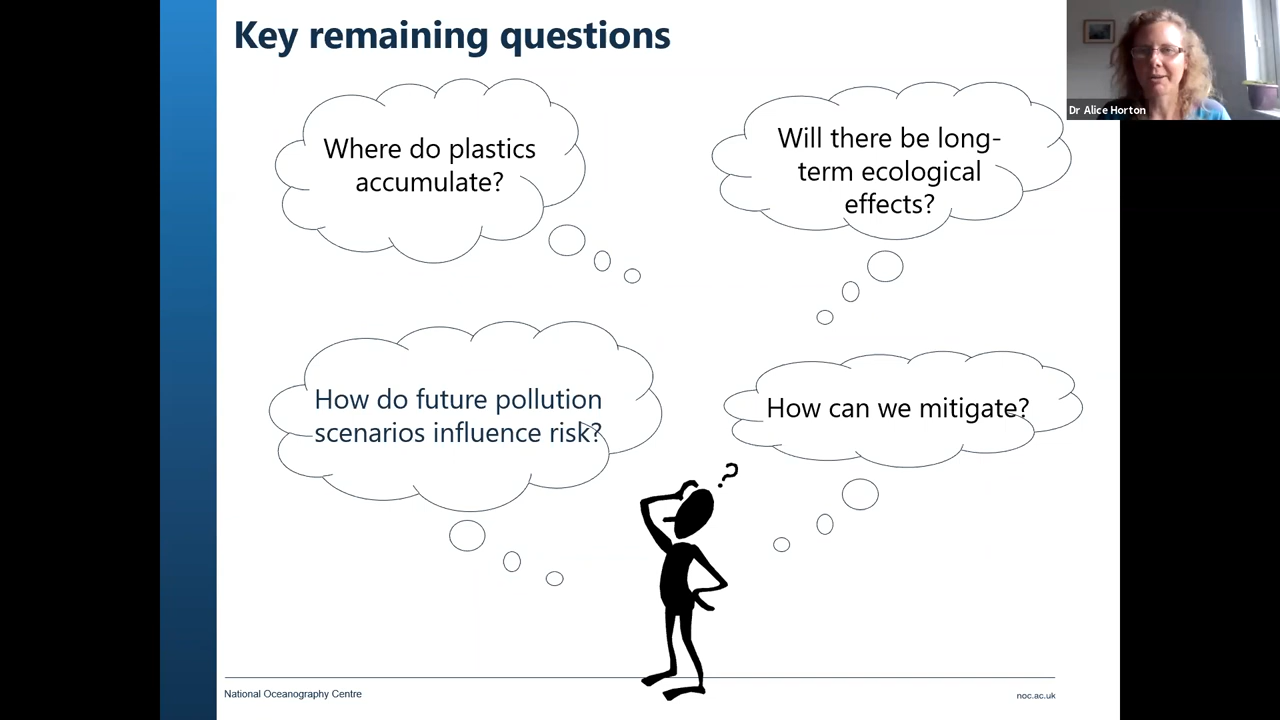 Key remaining questions
Dr Alice Horton
Where do plastics
accumulate?
Will there be long-
term ecological
effects?
How do future pollution
scenarios influence risk?
How can we mitigate?
?
National Oceanography Centre
noc.ac.uk